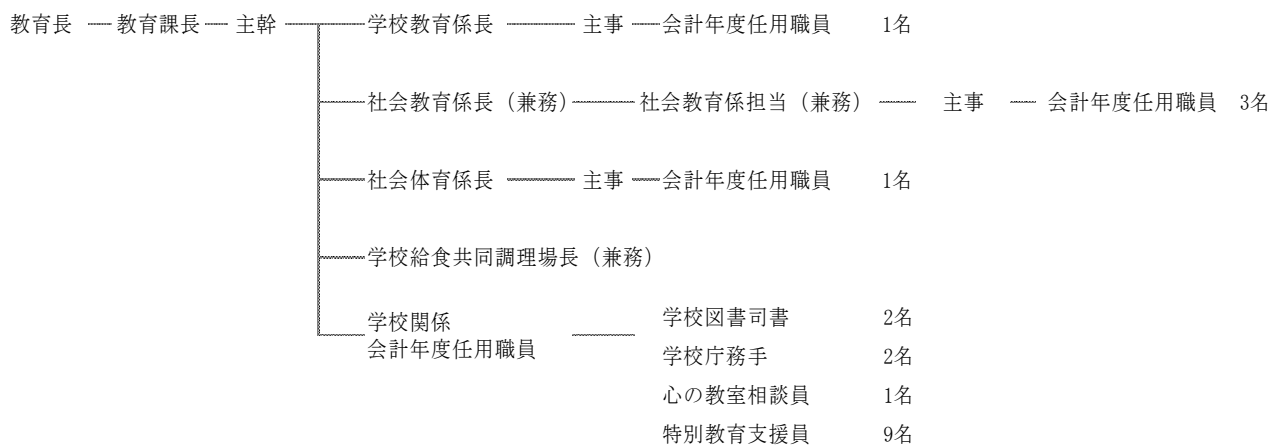 教育長 教育課長 主幹 学校教育係長 主事 会計年度任用職員 1名
社会教育係長（兼務） 社会教育係担当（兼務） 主事 会計年度任用職員 3名
社会体育係長 主事 会計年度任用職員 1名
学校給食共同調理場長（兼務）
学校関係
会計年度任用職員
学校図書司書 2名
学校庁務手 2名
心の教室相談員 1名
特別教育支援員 9名